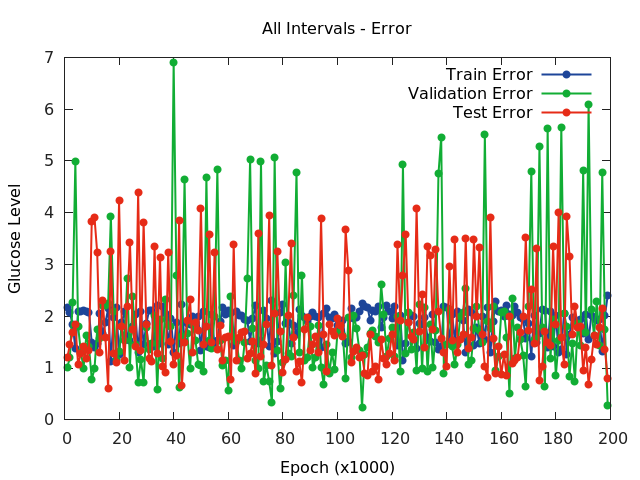 All Intervals - Error
Train Error
Validation Error
Test Error
7
6
5
4
3
2
1
0
Glucose Level
0 20 40 60 80 100 120 140 160 180 200
Epoch (x1000)